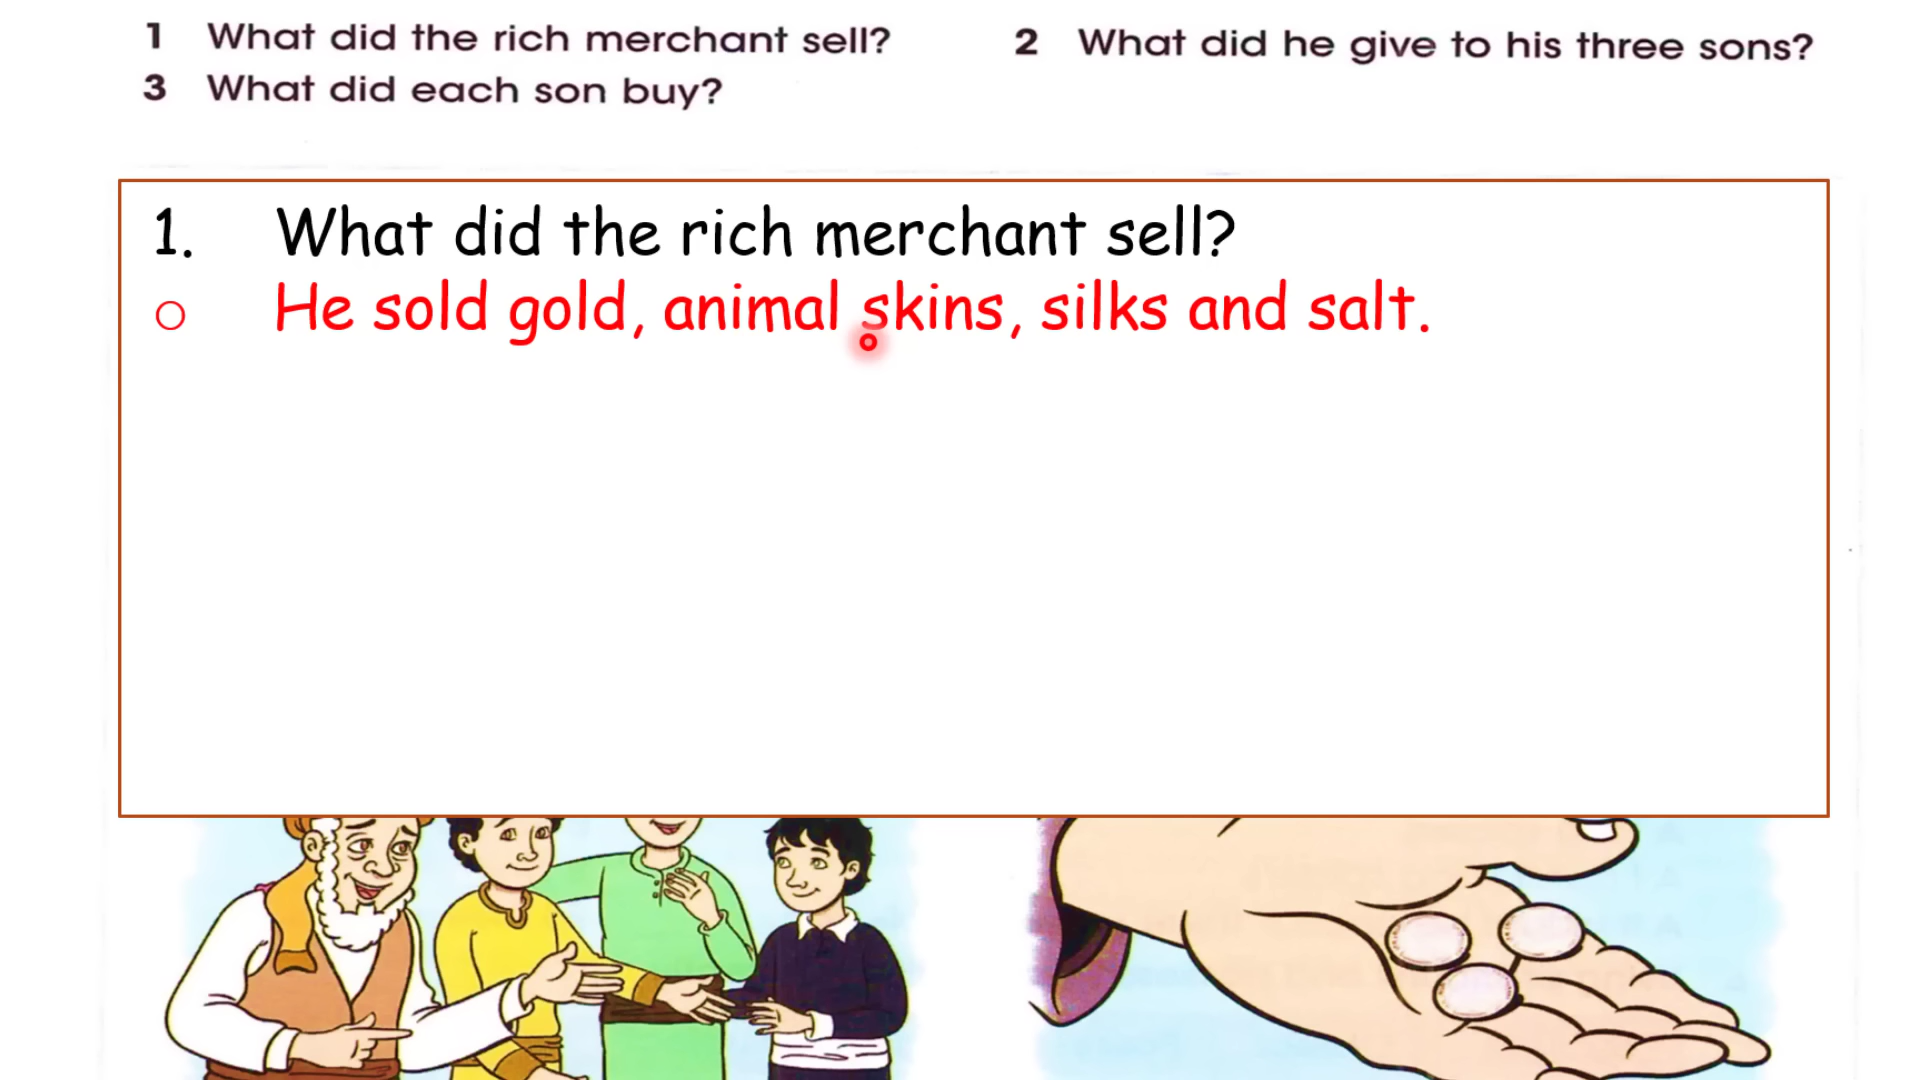 1 What did the rich merchant sell? 2 What did he give to his three sons?
3 What did each son buy?
1. What did the rich merchant sell?
o He sold gold, animal skins, silks and salt.